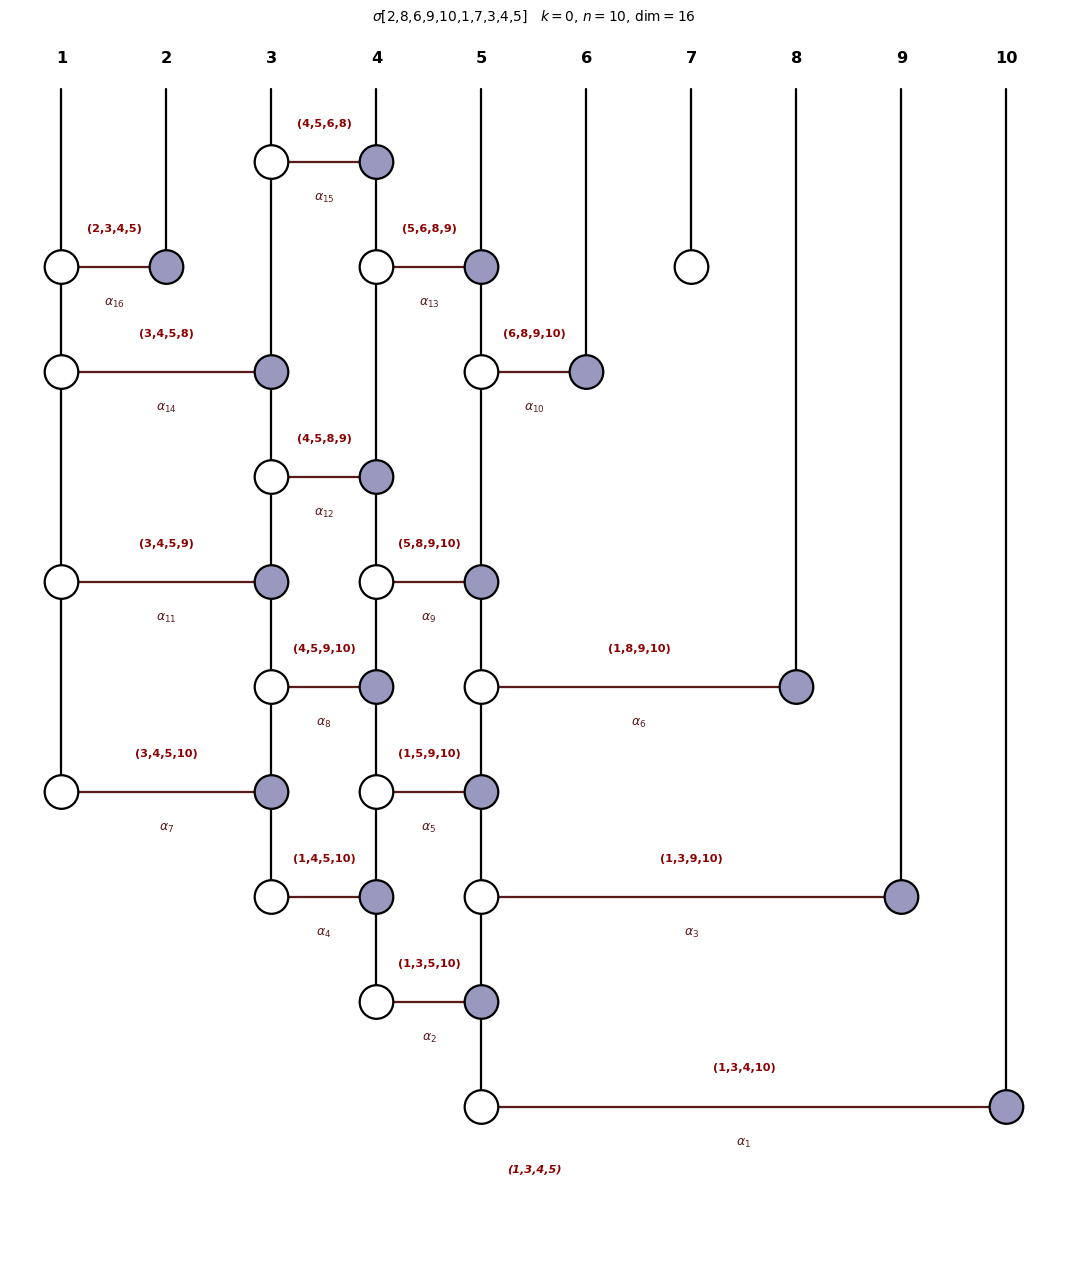 σ[2,8,6,9,10,1,7,3,4,5]   k=0, n=10, dim=16
1 2 3 4 5 6 7 8 9 10
(4,5,6,8)
α₁₅
(2,3,4,5) (5,6,8,9)
α₁₆ α₁₃
(3,4,5,8) (6,8,9,10)
α₁₄ α₁₀
(4,5,8,9)
α₁₂
(3,4,5,9) (5,8,9,10)
α₁₁ α₉
(4,5,9,10) (1,8,9,10)
α₈ α₆
(3,4,5,10) (1,5,9,10)
α₇ α₅
(1,4,5,10) (1,3,9,10)
α₄ α₃
(1,3,5,10)
α₂
(1,3,4,10)
α₁
(1,3,4,5)